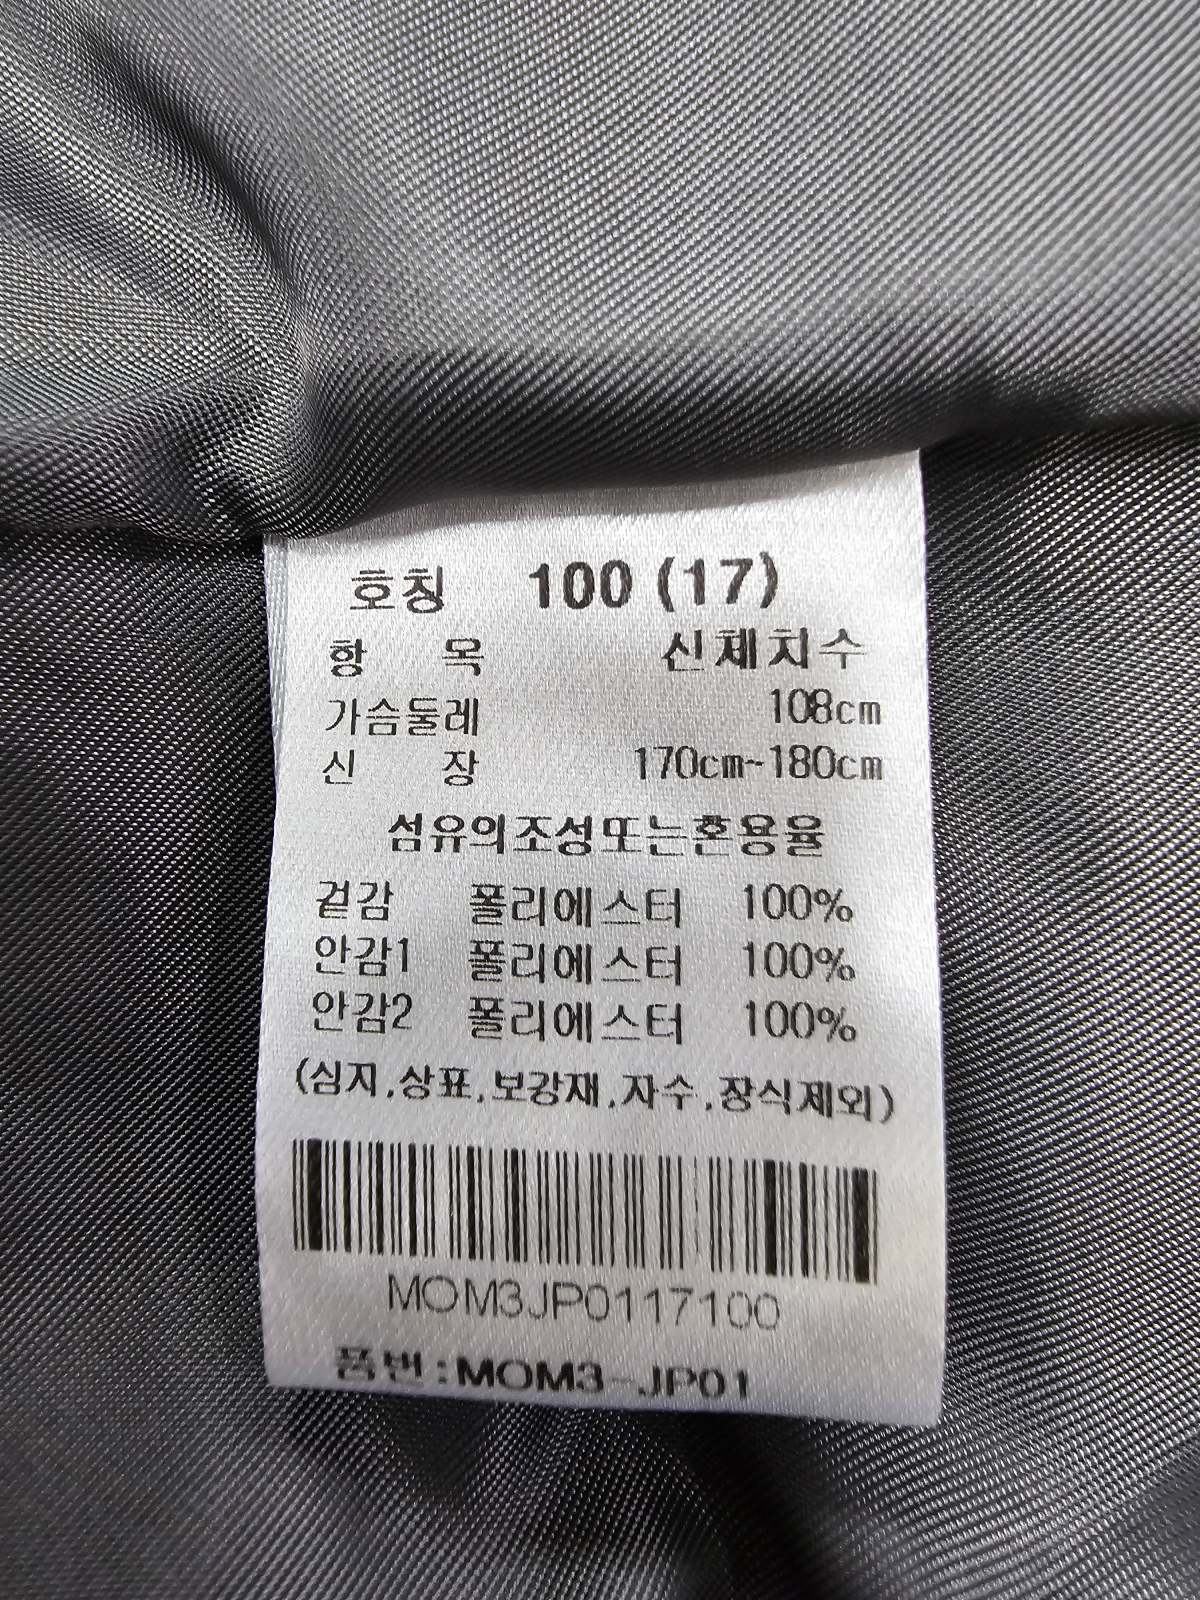 호칭 100 (17)
항 목 신체치수
가슴둘레 108cm
신 장 170cm~180cm
섬유의조성또는혼용율
겉감 폴리에스터 100%
안감1 폴리에스터 100%
안감2 폴리에스터 100%
(심지,상표,보강재,자수,장식제외)
MOM3JP0117100
품번:MOM3-JP01